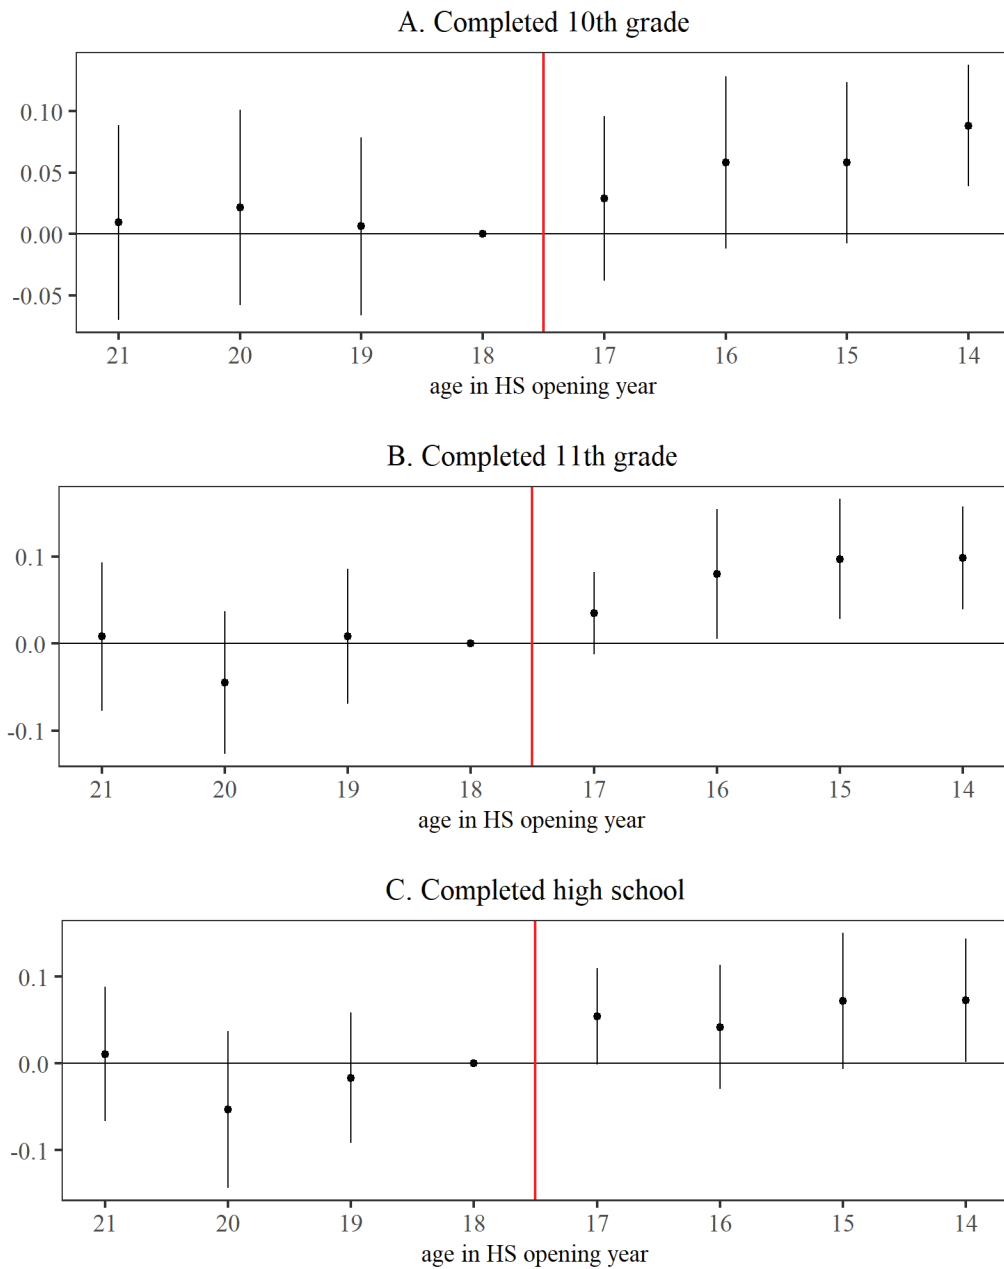 A. Completed 10th grade
0.10
0.05
0.00
-0.05
21 20 19 18 17 16 15 14
age in HS opening year
B. Completed 11th grade
0.1
0.0
-0.1
21 20 19 18 17 16 15 14
age in HS opening year
C. Completed high school
0.1
0.0
-0.1
21 20 19 18 17 16 15 14
age in HS opening year